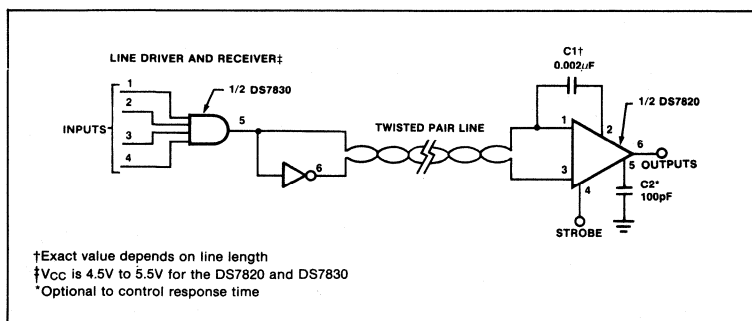 LINE DRIVER AND RECEIVER‡
1/2 DS7830
INPUTS
1
2
3
4
5
6
TWISTED PAIR LINE
C1†
0.002µF
1/2 DS7820
1
2
3
4
5
6
OUTPUTS
C2*
100pF
STROBE
†Exact value depends on line length
‡VCC is 4.5V to 5.5V for the DS7820 and DS7830
*Optional to control response time